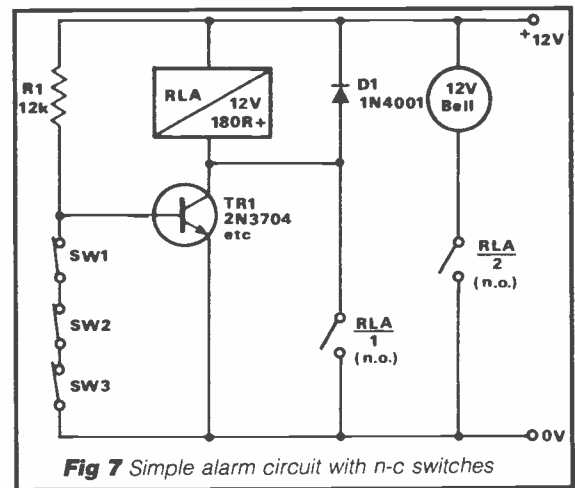 +12V
R1
12k
RLA
12V
180R+
D1
1N4001
12V
Bell
TR1
2N3704
etc
SW1
SW2
SW3
RLA
1
(n.o.)
RLA
2
(n.o.)
0V
Fig 7 Simple alarm circuit with n-c switches